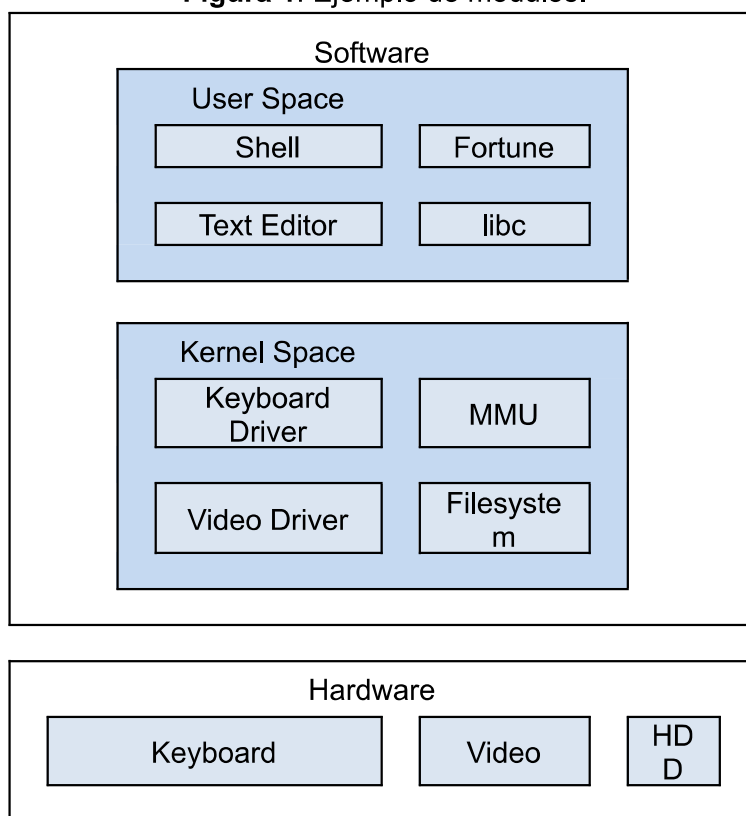 Figura 1. Ejemplo de módulos.
Software
User Space
Shell
Fortune
Text Editor
libc
Kernel Space
Keyboard
Driver
MMU
Video Driver
Filesyste
m
Hardware
Keyboard
Video
HD
D